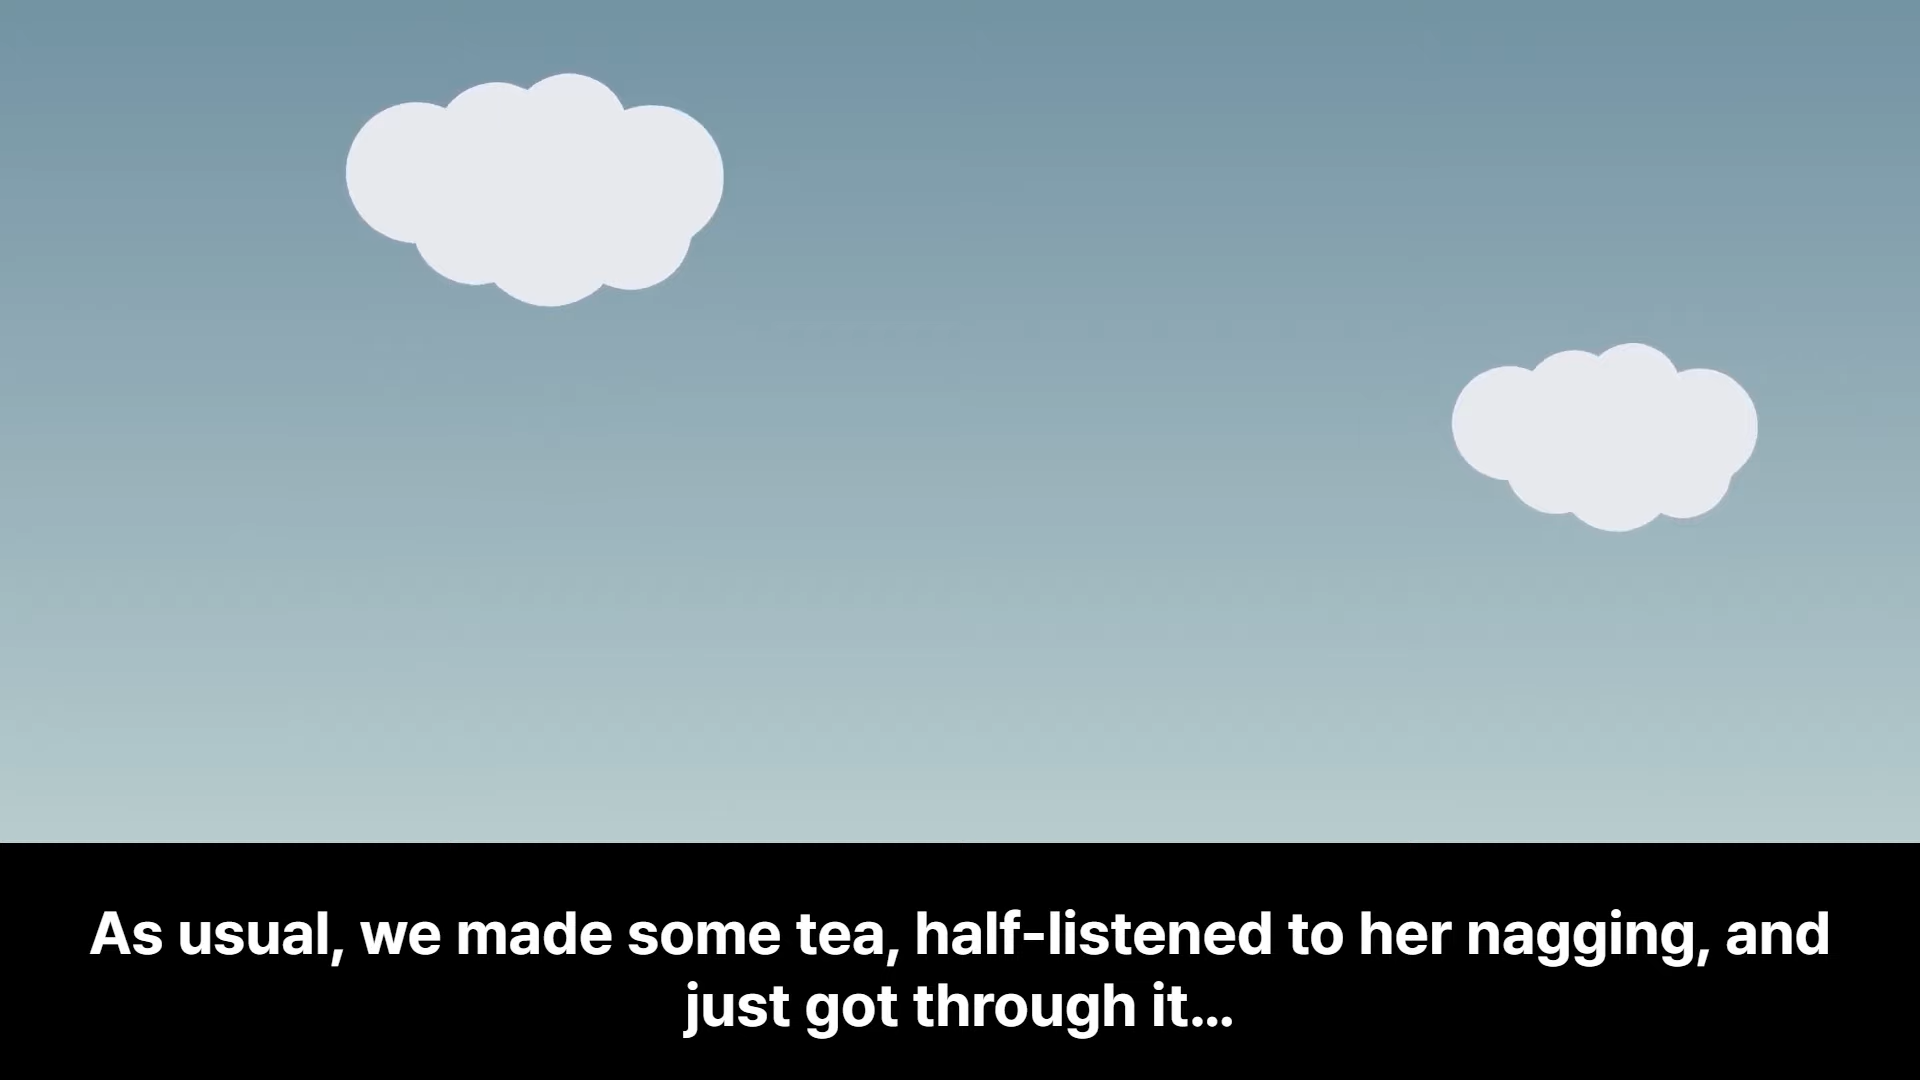 As usual, we made some tea, half-listened to her nagging, and
just got through it...